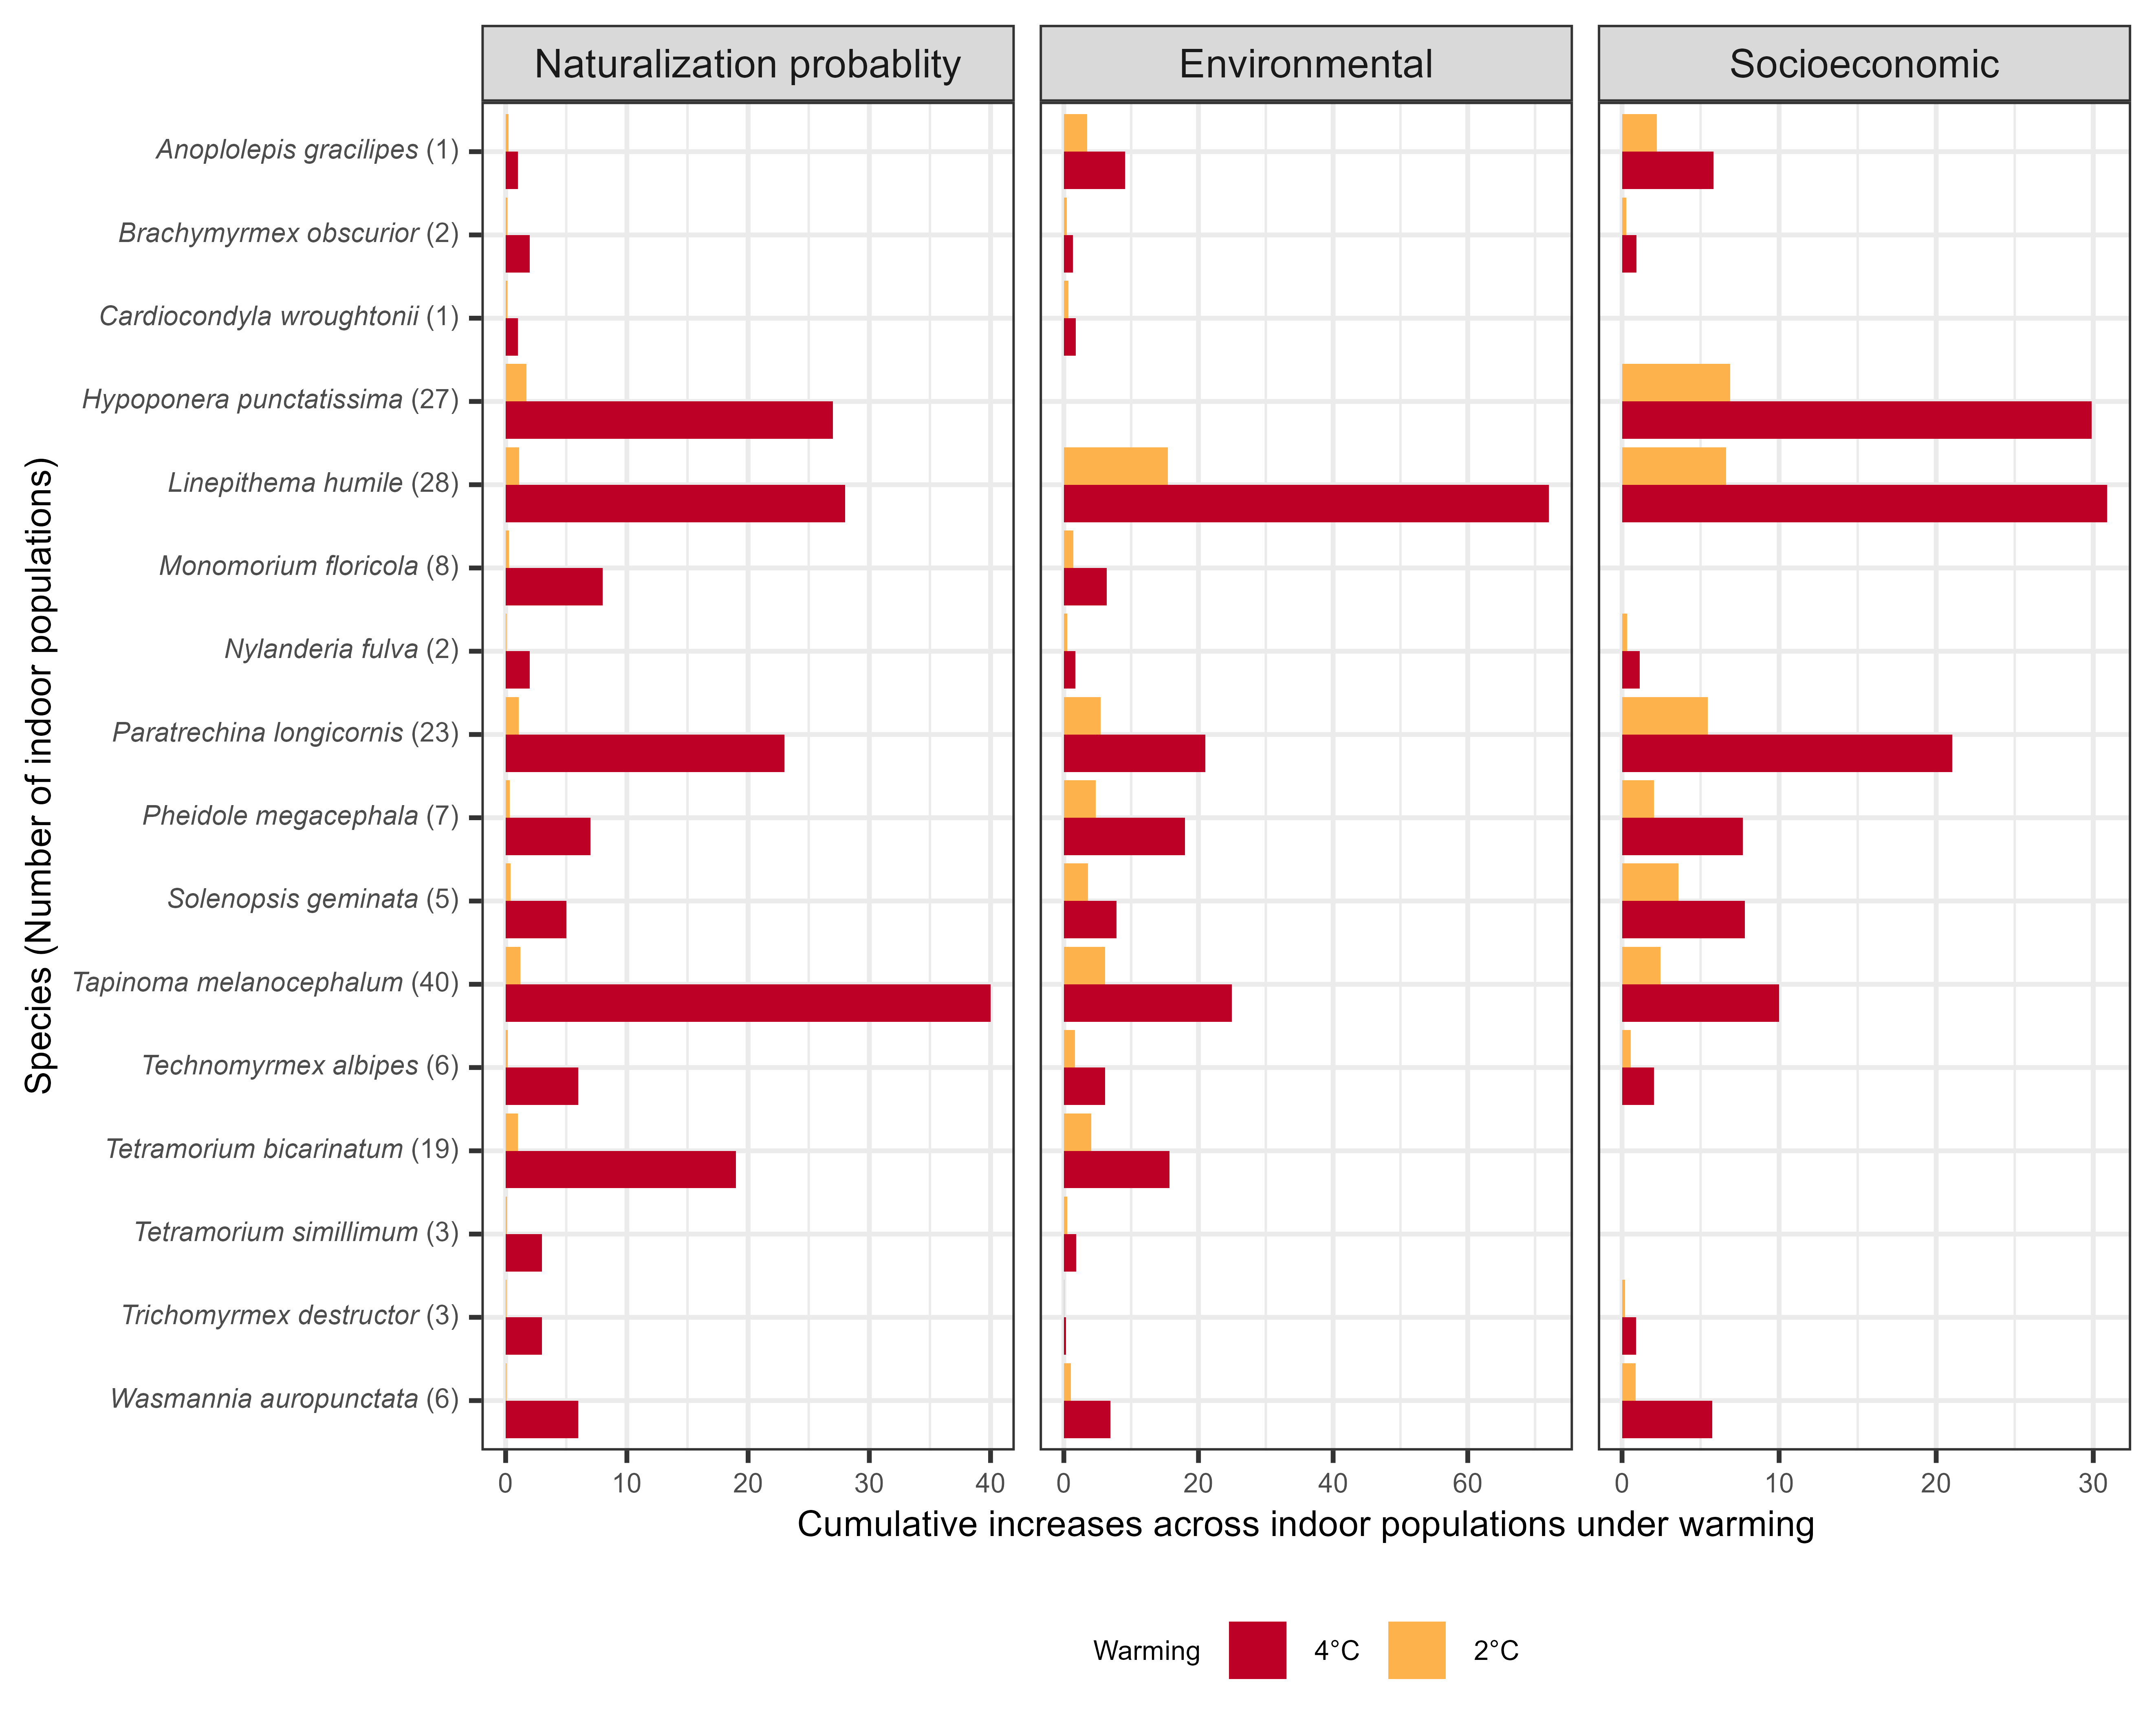 Naturalization probablity
Environmental
Socioeconomic
Species (Number of indoor populations)
Anoplolepis gracilipes (1)
Brachymyrmex obscurior (2)
Cardiocondyla wroughtonii (1)
Hypoponera punctatissima (27)
Linepithema humile (28)
Monomorium floricola (8)
Nylanderia fulva (2)
Paratrechina longicornis (23)
Pheidole megacephala (7)
Solenopsis geminata (5)
Tapinoma melanocephalum (40)
Technomyrmex albipes (6)
Tetramorium bicarinatum (19)
Tetramorium simillimum (3)
Trichomyrmex destructor (3)
Wasmannia auropunctata (6)
0 10 20 30 40
0 20 40 60
0 10 20 30
Cumulative increases across indoor populations under warming
Warming 4°C 2°C